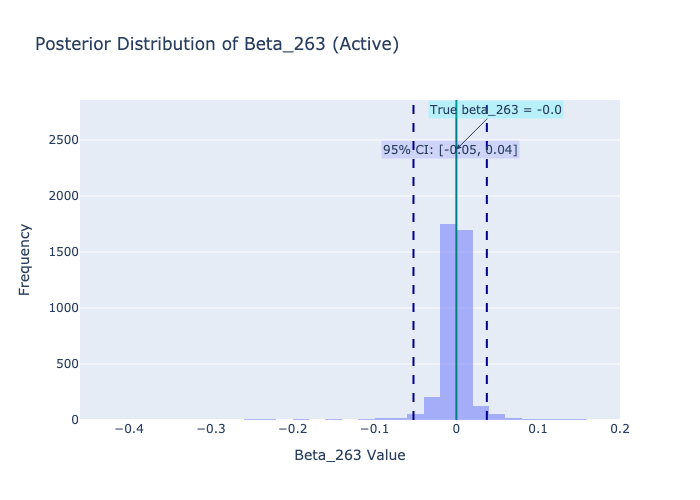 Posterior Distribution of Beta_263 (Active)
True beta_263 = -0.0
95% CI: [-0.05, 0.04]
2500
2000
1500
1000
500
0
Frequency
−0.4
−0.3
−0.2
−0.1
0
0.1
0.2
Beta_263 Value